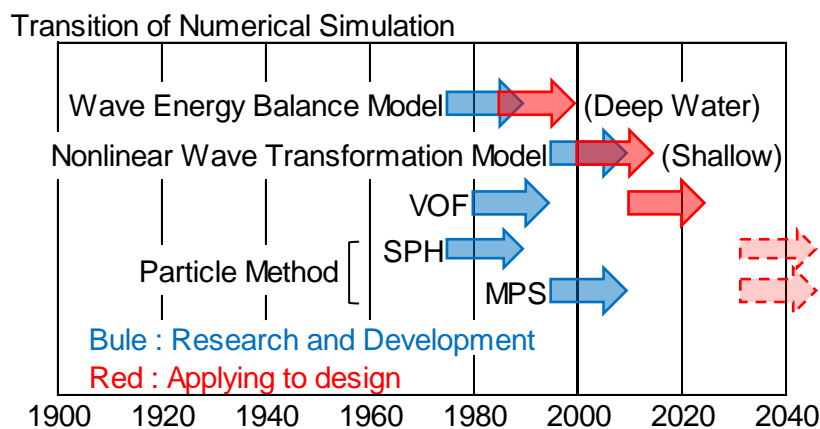 Transition of Numerical Simulation
Wave Energy Balance Model (Deep Water)
Nonlinear Wave Transformation Model (Shallow)
VOF
SPH
Particle Method
MPS
Bule : Research and Development
Red : Applying to design
1900 1920 1940 1960 1980 2000 2020 2040